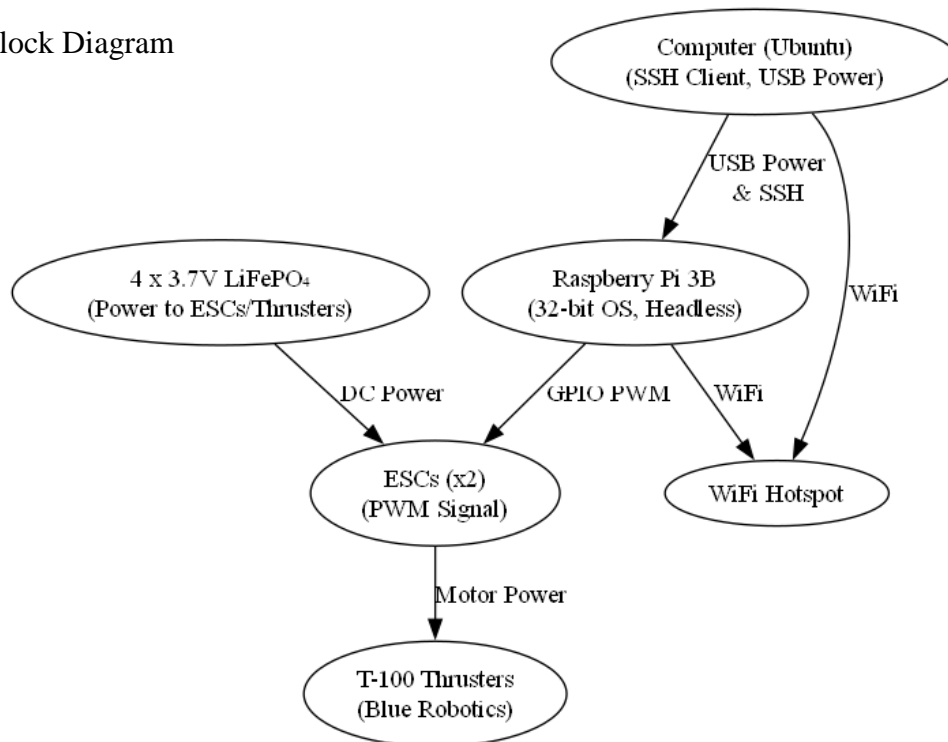 lock Diagram
Computer (Ubuntu)
(SSH Client, USB Power)
USB Power
& SSH
4 x 3.7V LiFePO₄
(Power to ESCs/Thrusters)
Raspberry Pi 3B
(32-bit OS, Headless)
WiFi
DC Power
GPIO PWM
WiFi
ESCs (x2)
(PWM Signal)
WiFi Hotspot
Motor Power
T-100 Thrusters
(Blue Robotics)